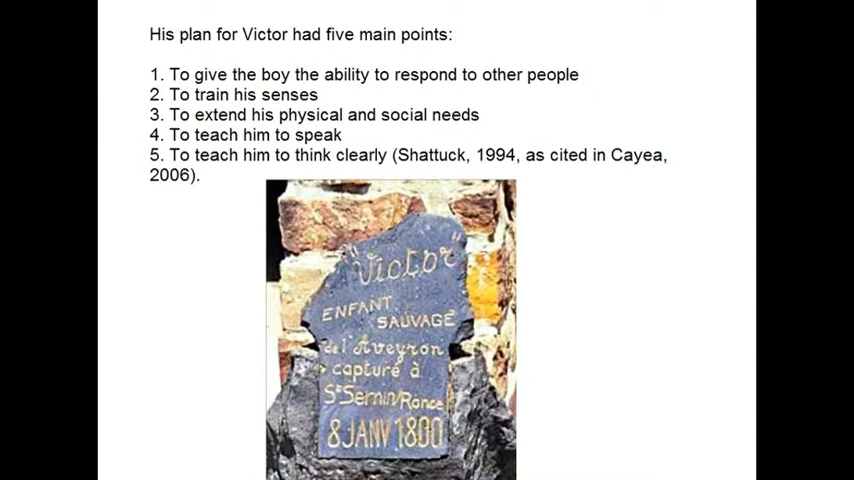 His plan for Victor had five main points:
1. To give the boy the ability to respond to other people
2. To train his senses
3. To extend his physical and social needs
4. To teach him to speak
5. To teach him to think clearly (Shattuck, 1994, as cited in Cayea,
2006).
"Victor"
ENFANT
SAUVAGE
de l'Aveyron
capturé à
St Sernin/Rance
8 JANV 1800